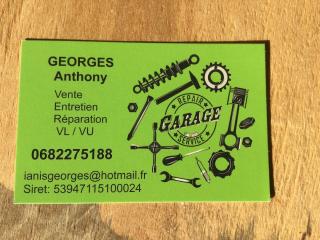 GEORGES
Anthony
Vente
Entretien
Réparation
VL / VU
0682275188
ianisgeorges@hotmail.fr
Siret: 53947115100024
REPAIR
GARAGE
SERVICE